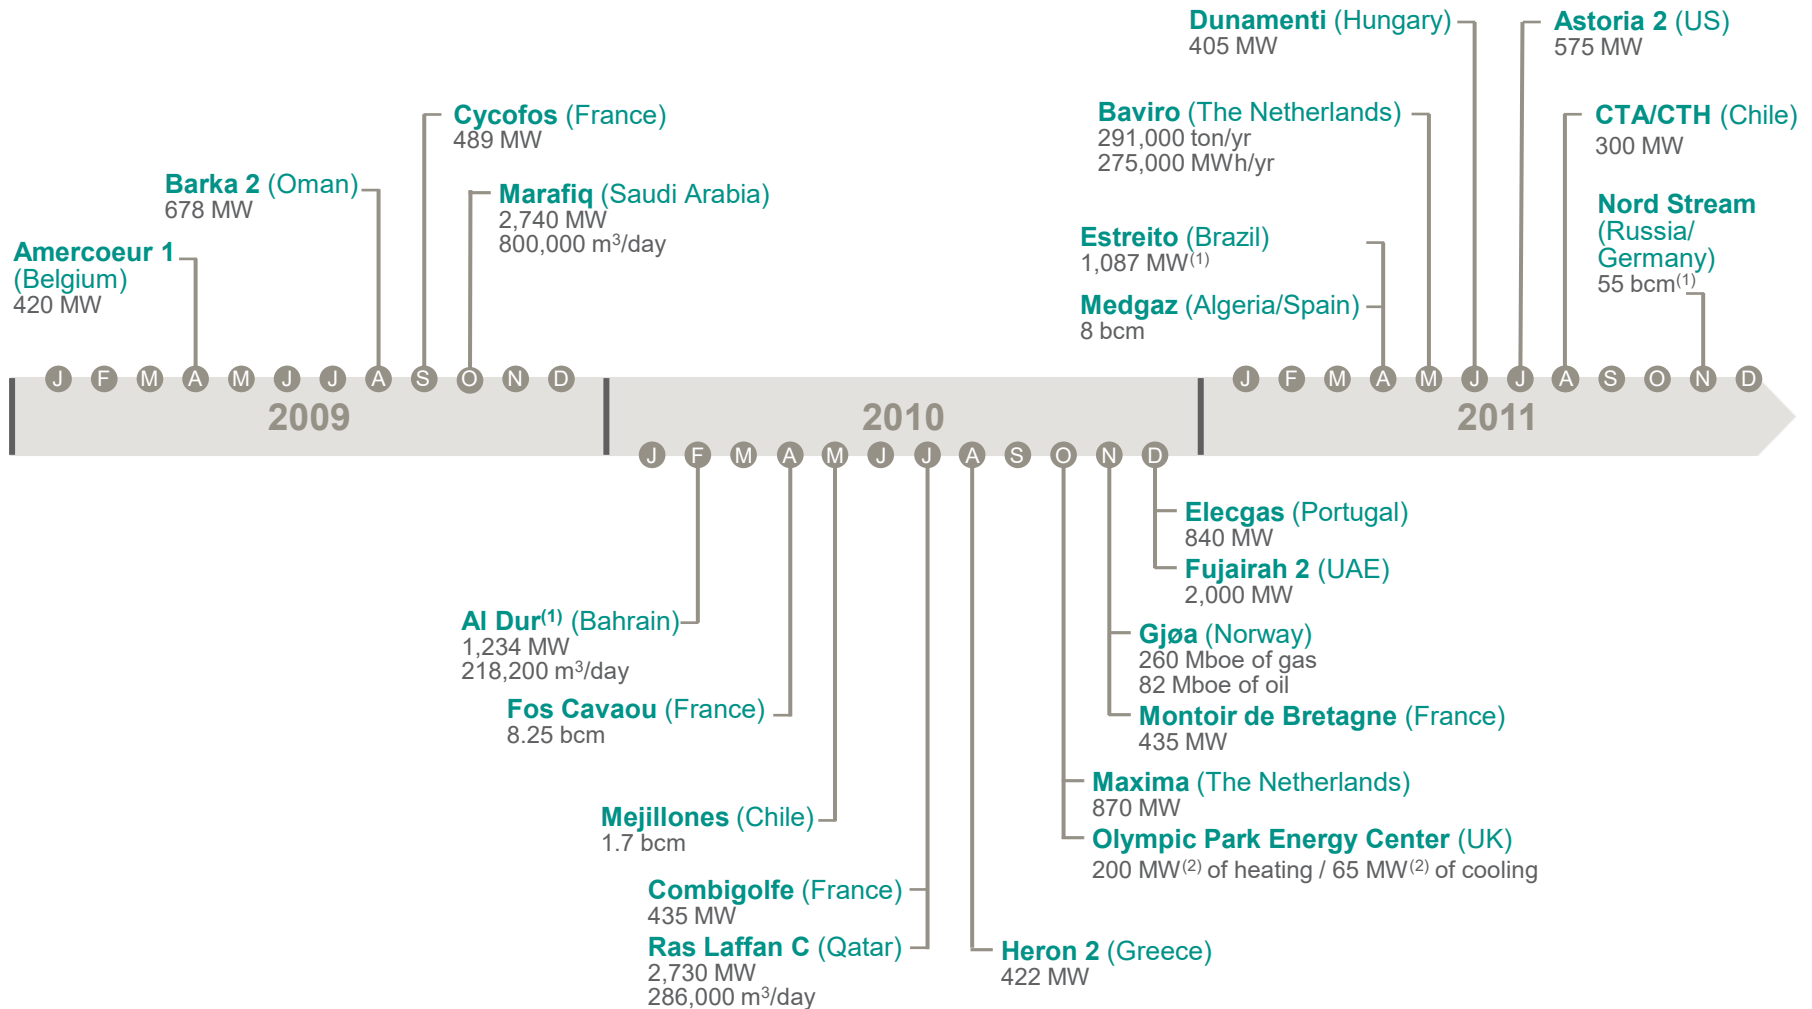 Amercoeur 1
(Belgium)
420 MW
Barka 2 (Oman)
678 MW
Cycofos (France)
489 MW
Marafiq (Saudi Arabia)
2,740 MW
800,000 m³/day
Dunamenti (Hungary)
405 MW
Baviro (The Netherlands)
291,000 ton/yr
275,000 MWh/yr
Estreito (Brazil)
1,087 MW(1)
Medgaz (Algeria/Spain)
8 bcm
Astoria 2 (US)
575 MW
CTA/CTH (Chile)
300 MW
Nord Stream
(Russia/
Germany)
55 bcm(1)
J F M A M J J A S O N D
J F M A M J J A S O N D
2009
2010
2011
J F M A M J J A S O N D
Al Dur(1) (Bahrain)
1,234 MW
218,200 m³/day
Fos Cavaou (France)
8.25 bcm
Mejillones (Chile)
1.7 bcm
Combigolfe (France)
435 MW
Ras Laffan C (Qatar)
2,730 MW
286,000 m³/day
Heron 2 (Greece)
422 MW
Elecgas (Portugal)
840 MW
Fujairah 2 (UAE)
2,000 MW
Gjøa (Norway)
260 Mboe of gas
82 Mboe of oil
Montoir de Bretagne (France)
435 MW
Maxima (The Netherlands)
870 MW
Olympic Park Energy Center (UK)
200 MW(2) of heating / 65 MW(2) of cooling